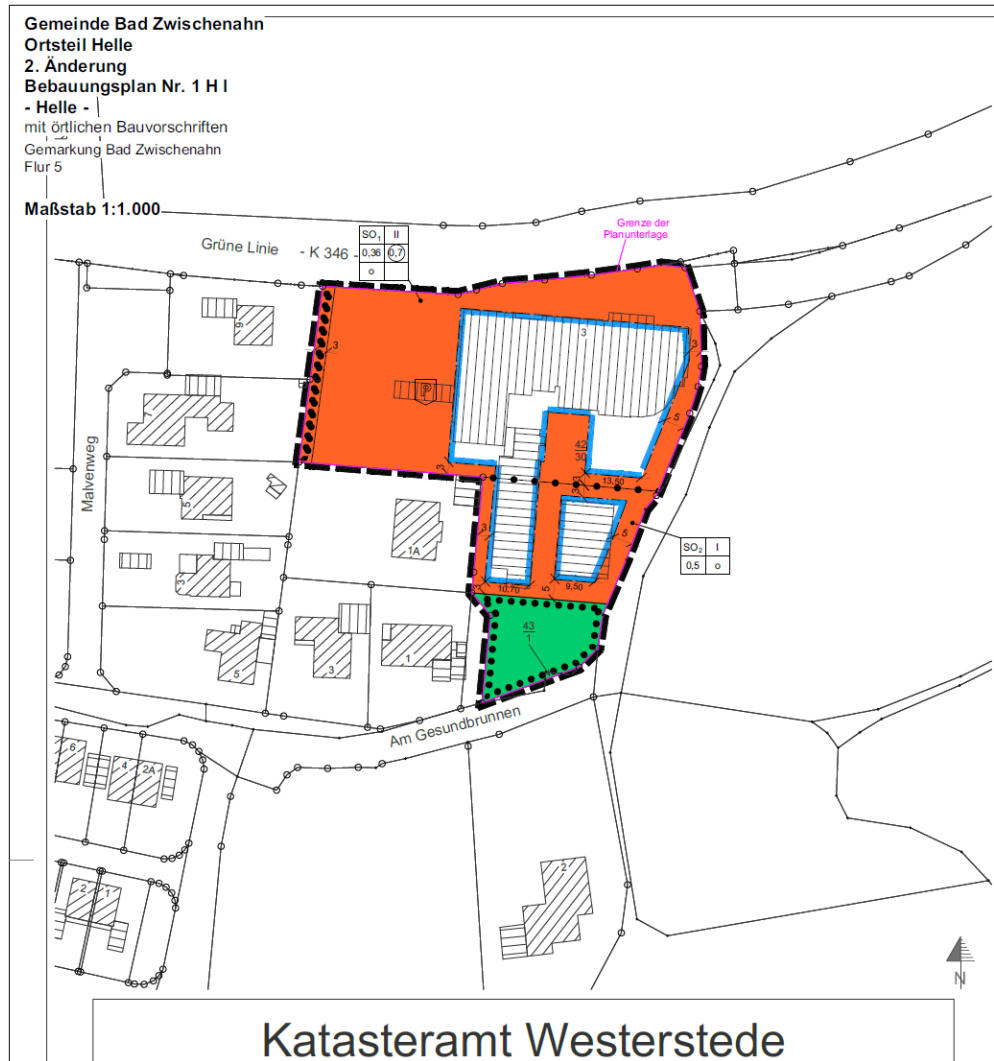 Gemeinde Bad Zwischenahn
Ortsteil Helle
2. Änderung
Bebauungsplan Nr. 1 H I
- Helle -
mit örtlichen Bauvorschriften
Gemarkung Bad Zwischenahn
Flur 5
Maßstab 1:1.000
Grenze der
Planunterlage
Grüne Linie - K 346 -
SO₁ II
0,36 0,7
o
9
3
3
3
P
7
5
42
30
Malvenweg
3
3
13,50
3
5
3
5
1A
SO₂ I
0,5 o
3
3
10,70
5
9,50
43
1
5
3
1
Am Gesundbrunnen
6
4
2A
2
1
2
N
Katasteramt Westerstede